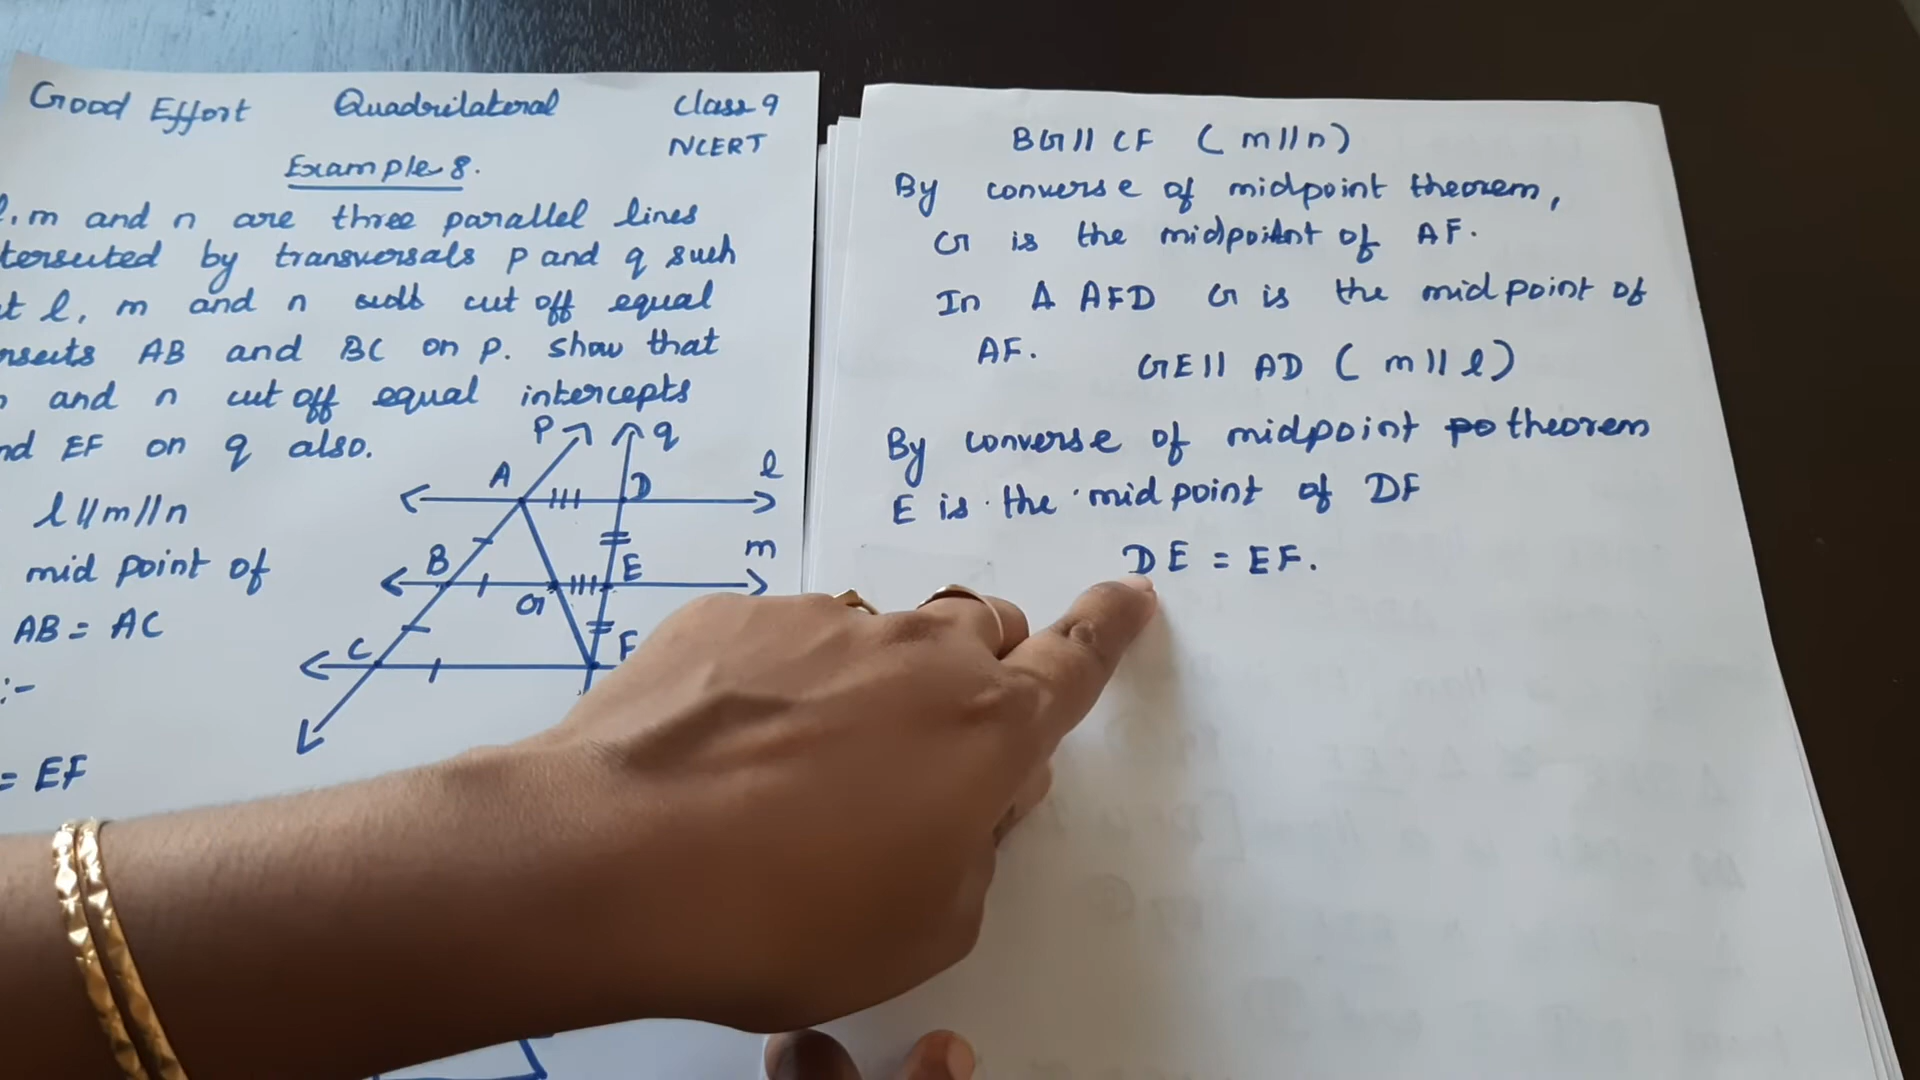 Good Effort Quadrilateral Class 9
NCERT
Example 8.
l, m and n are three parallel lines
tersected by transversals p and q such
t l, m and n cut off equal
AB and BC on p. show that
and n cut off equal intercepts
nd EF on q also.
l // m // n
mid point of
AB = AC
:-
= EF
P q
A D l
B G E m
C F
BG // CF ( m // n )
By converse of midpoint theorem,
G is the midpoint of AF.
In Δ AFD G is the mid point of
AF.
GE // AD ( m // l )
By converse of midpoint theorem
E is the mid point of DF
DE = EF.